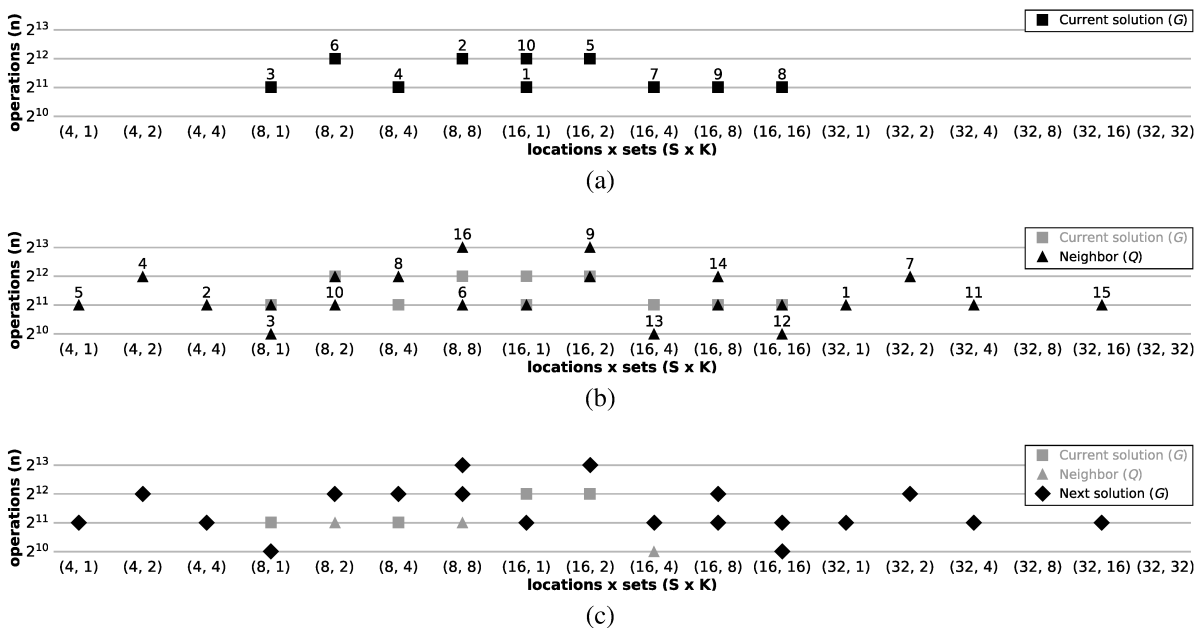 operations (n)
2^13
2^12
2^11
2^10
6 2 10 5
3 4 1 7 9 8
Current solution (G)
(4, 1) (4, 2) (4, 4) (8, 1) (8, 2) (8, 4) (8, 8) (16, 1) (16, 2) (16, 4) (16, 8) (16, 16) (32, 1) (32, 2) (32, 4) (32, 8) (32, 16) (32, 32)
locations x sets (S x K)
(a)
operations (n)
2^13
2^12
2^11
2^10
16 9
4 8 14 7
5 2 10 6 1 11 15
3 13 12
Current solution (G)
Neighbor (Q)
(4, 1) (4, 2) (4, 4) (8, 1) (8, 2) (8, 4) (8, 8) (16, 1) (16, 2) (16, 4) (16, 8) (16, 16) (32, 1) (32, 2) (32, 4) (32, 8) (32, 16) (32, 32)
locations x sets (S x K)
(b)
operations (n)
2^13
2^12
2^11
2^10
Current solution (G)
Neighbor (Q)
Next solution (G)
(4, 1) (4, 2) (4, 4) (8, 1) (8, 2) (8, 4) (8, 8) (16, 1) (16, 2) (16, 4) (16, 8) (16, 16) (32, 1) (32, 2) (32, 4) (32, 8) (32, 16) (32, 32)
locations x sets (S x K)
(c)